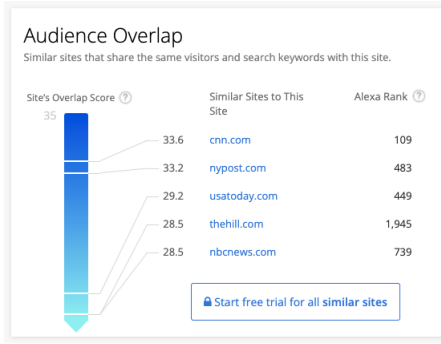 Audience Overlap
Similar sites that share the same visitors and search keywords with this site.
Site's Overlap Score ?
Similar Sites to This
Site
Alexa Rank ?
35
33.6 cnn.com 109
33.2 nypost.com 483
29.2 usatoday.com 449
28.5 thehill.com 1,945
28.5 nbcnews.com 739
Start free trial for all similar sites